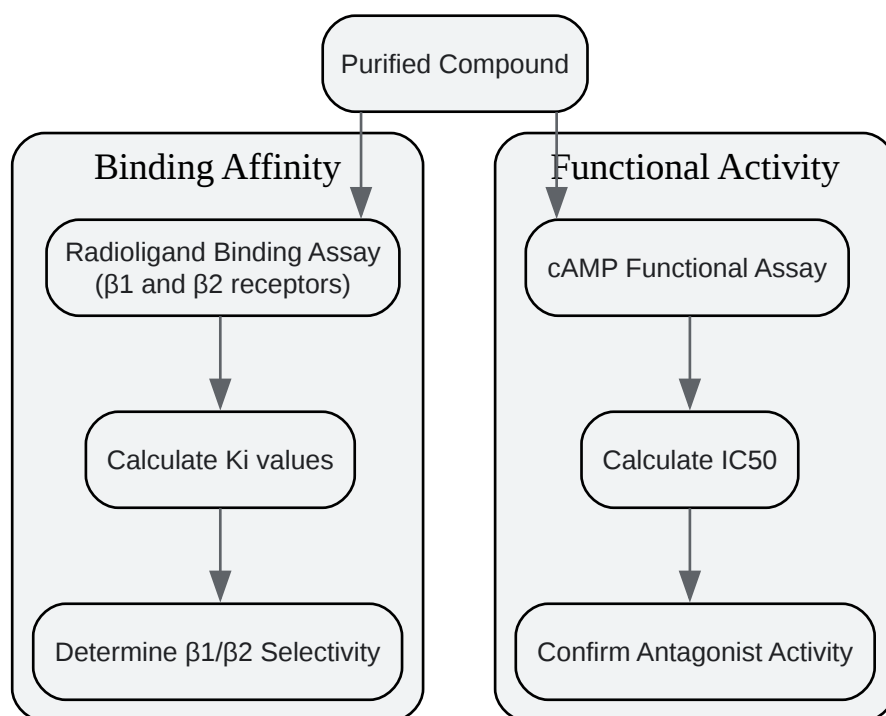 Purified Compound
Binding Affinity
Radioligand Binding Assay
(β1 and β2 receptors)
Calculate Ki values
Determine β1/β2 Selectivity
Functional Activity
cAMP Functional Assay
Calculate IC50
Confirm Antagonist Activity